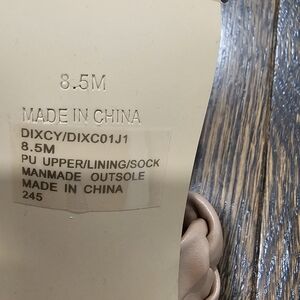 8.5M
MADE IN CHINA
DIXCY/DIXC01J1
8.5M
PU UPPER/LINING/SOCK
MANMADE OUTSOLE
MADE IN CHINA
245